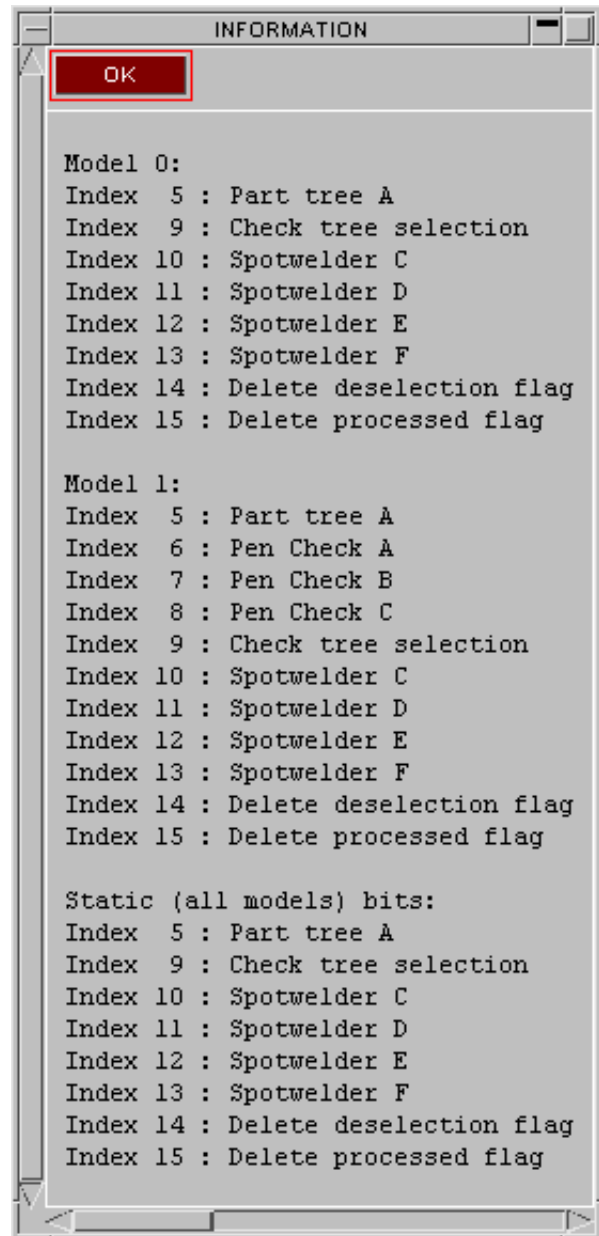 INFORMATION
OK
Model 0:
Index  5 : Part tree A
Index  9 : Check tree selection
Index 10 : Spotwelder C
Index 11 : Spotwelder D
Index 12 : Spotwelder E
Index 13 : Spotwelder F
Index 14 : Delete deselection flag
Index 15 : Delete processed flag
Model 1:
Index  5 : Part tree A
Index  6 : Pen Check A
Index  7 : Pen Check B
Index  8 : Pen Check C
Index  9 : Check tree selection
Index 10 : Spotwelder C
Index 11 : Spotwelder D
Index 12 : Spotwelder E
Index 13 : Spotwelder F
Index 14 : Delete deselection flag
Index 15 : Delete processed flag
Static (all models) bits:
Index  5 : Part tree A
Index  9 : Check tree selection
Index 10 : Spotwelder C
Index 11 : Spotwelder D
Index 12 : Spotwelder E
Index 13 : Spotwelder F
Index 14 : Delete deselection flag
Index 15 : Delete processed flag